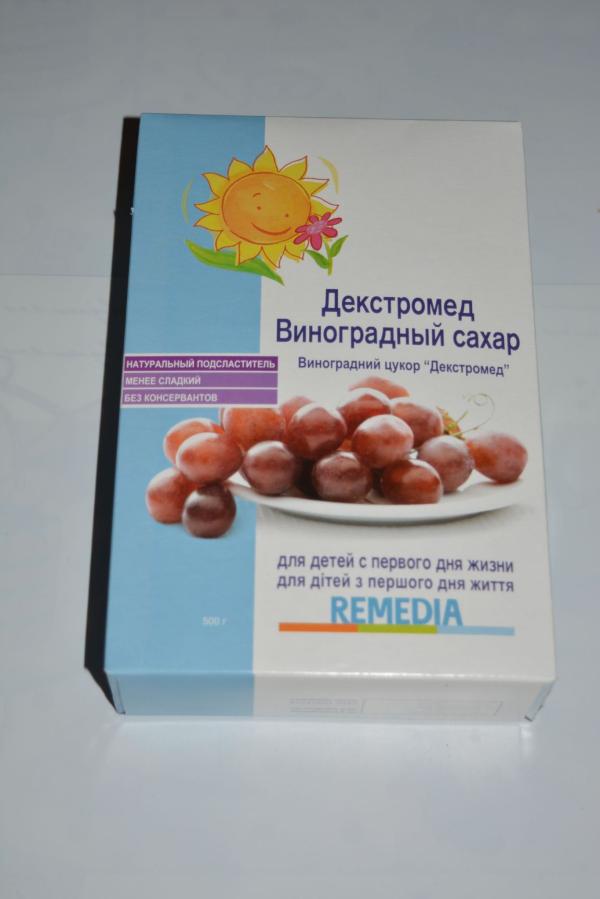 Декстромед
Виноградный сахар
Виноградний цукор “Декстромед”
НАТУРАЛЬНЫЙ ПОДСЛАСТИТЕЛЬ
МЕНЕЕ СЛАДКИЙ
БЕЗ КОНСЕРВАНТОВ
для детей с первого дня жизни
для дітей з першого дня життя
REMEDIA
500 г